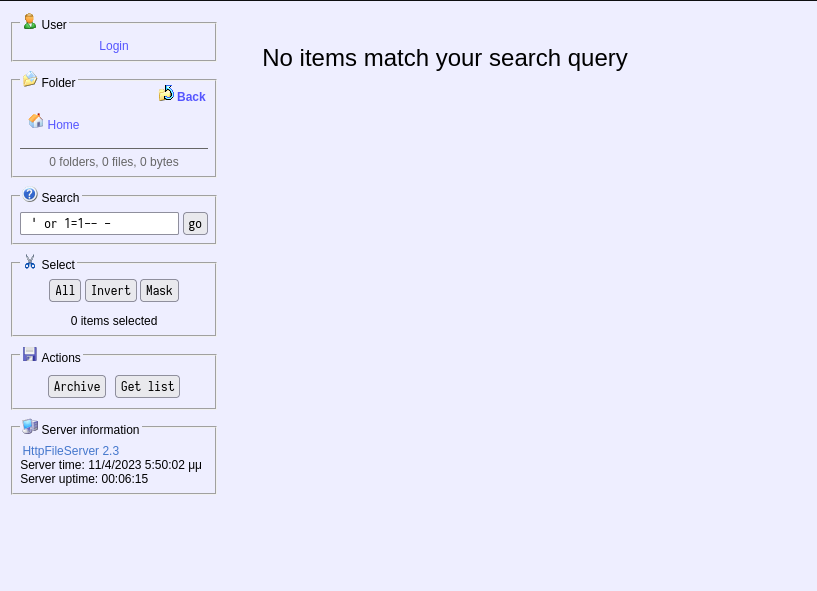 User
Login
No items match your search query
Folder
Back
Home
0 folders, 0 files, 0 bytes
Search
' or 1=1-- -
go
Select
All Invert Mask
0 items selected
Actions
Archive Get list
Server information
HttpFileServer 2.3
Server time: 11/4/2023 5:50:02 μμ
Server uptime: 00:06:15